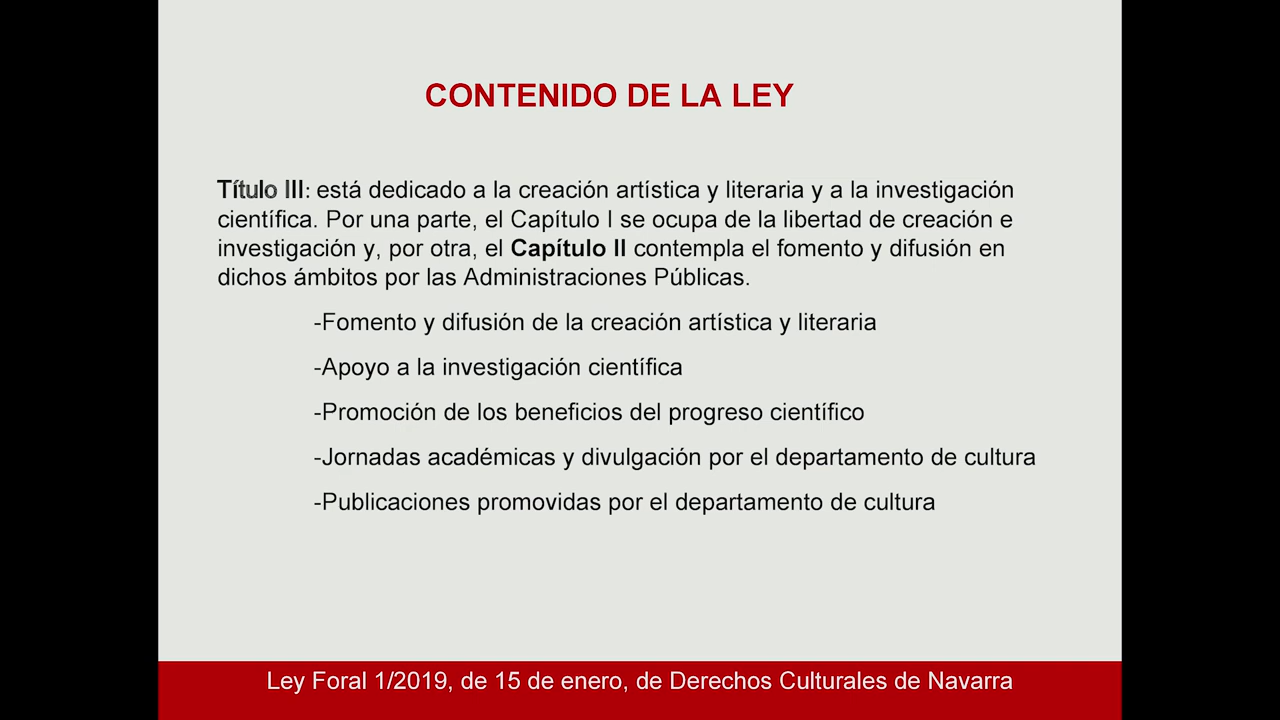 CONTENIDO DE LA LEY
Título III: está dedicado a la creación artística y literaria y a la investigación
científica. Por una parte, el Capítulo I se ocupa de la libertad de creación e
investigación y, por otra, el Capítulo II contempla el fomento y difusión en
dichos ámbitos por las Administraciones Públicas.
-Fomento y difusión de la creación artística y literaria
-Apoyo a la investigación científica
-Promoción de los beneficios del progreso científico
-Jornadas académicas y divulgación por el departamento de cultura
-Publicaciones promovidas por el departamento de cultura
Ley Foral 1/2019, de 15 de enero, de Derechos Culturales de Navarra